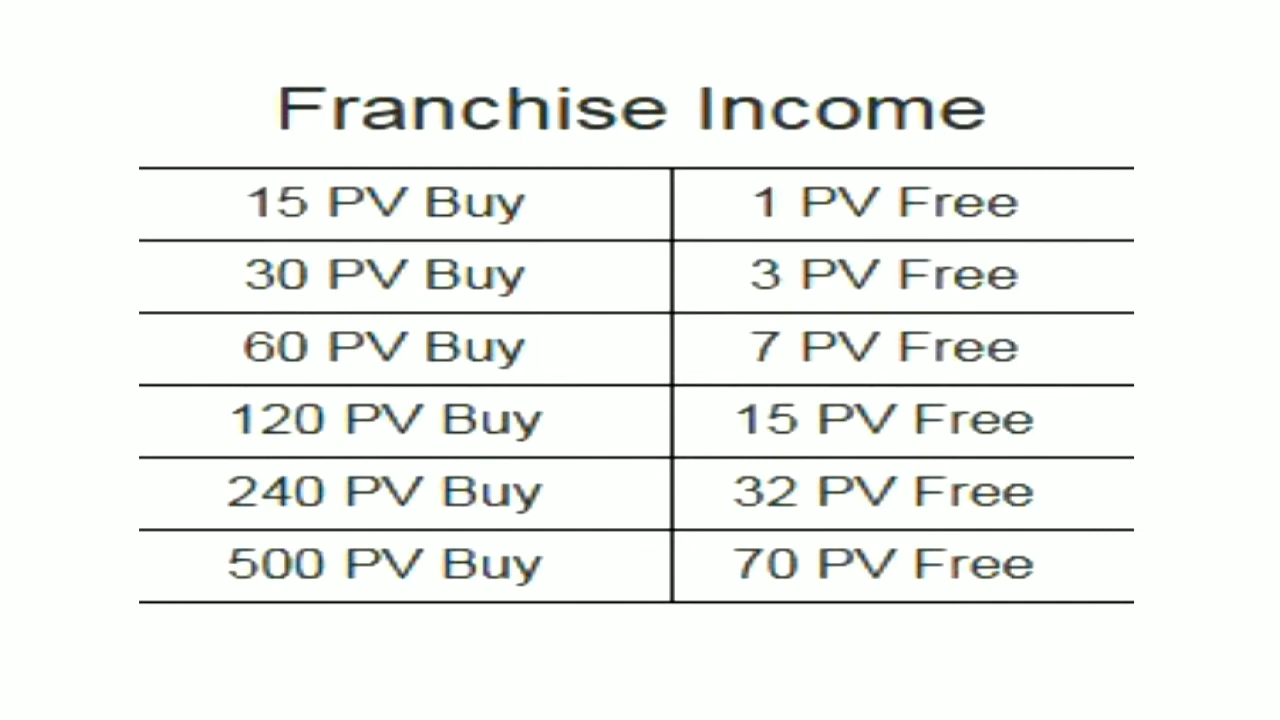 Franchise Income
15 PV Buy 1 PV Free
30 PV Buy 3 PV Free
60 PV Buy 7 PV Free
120 PV Buy 15 PV Free
240 PV Buy 32 PV Free
500 PV Buy 70 PV Free